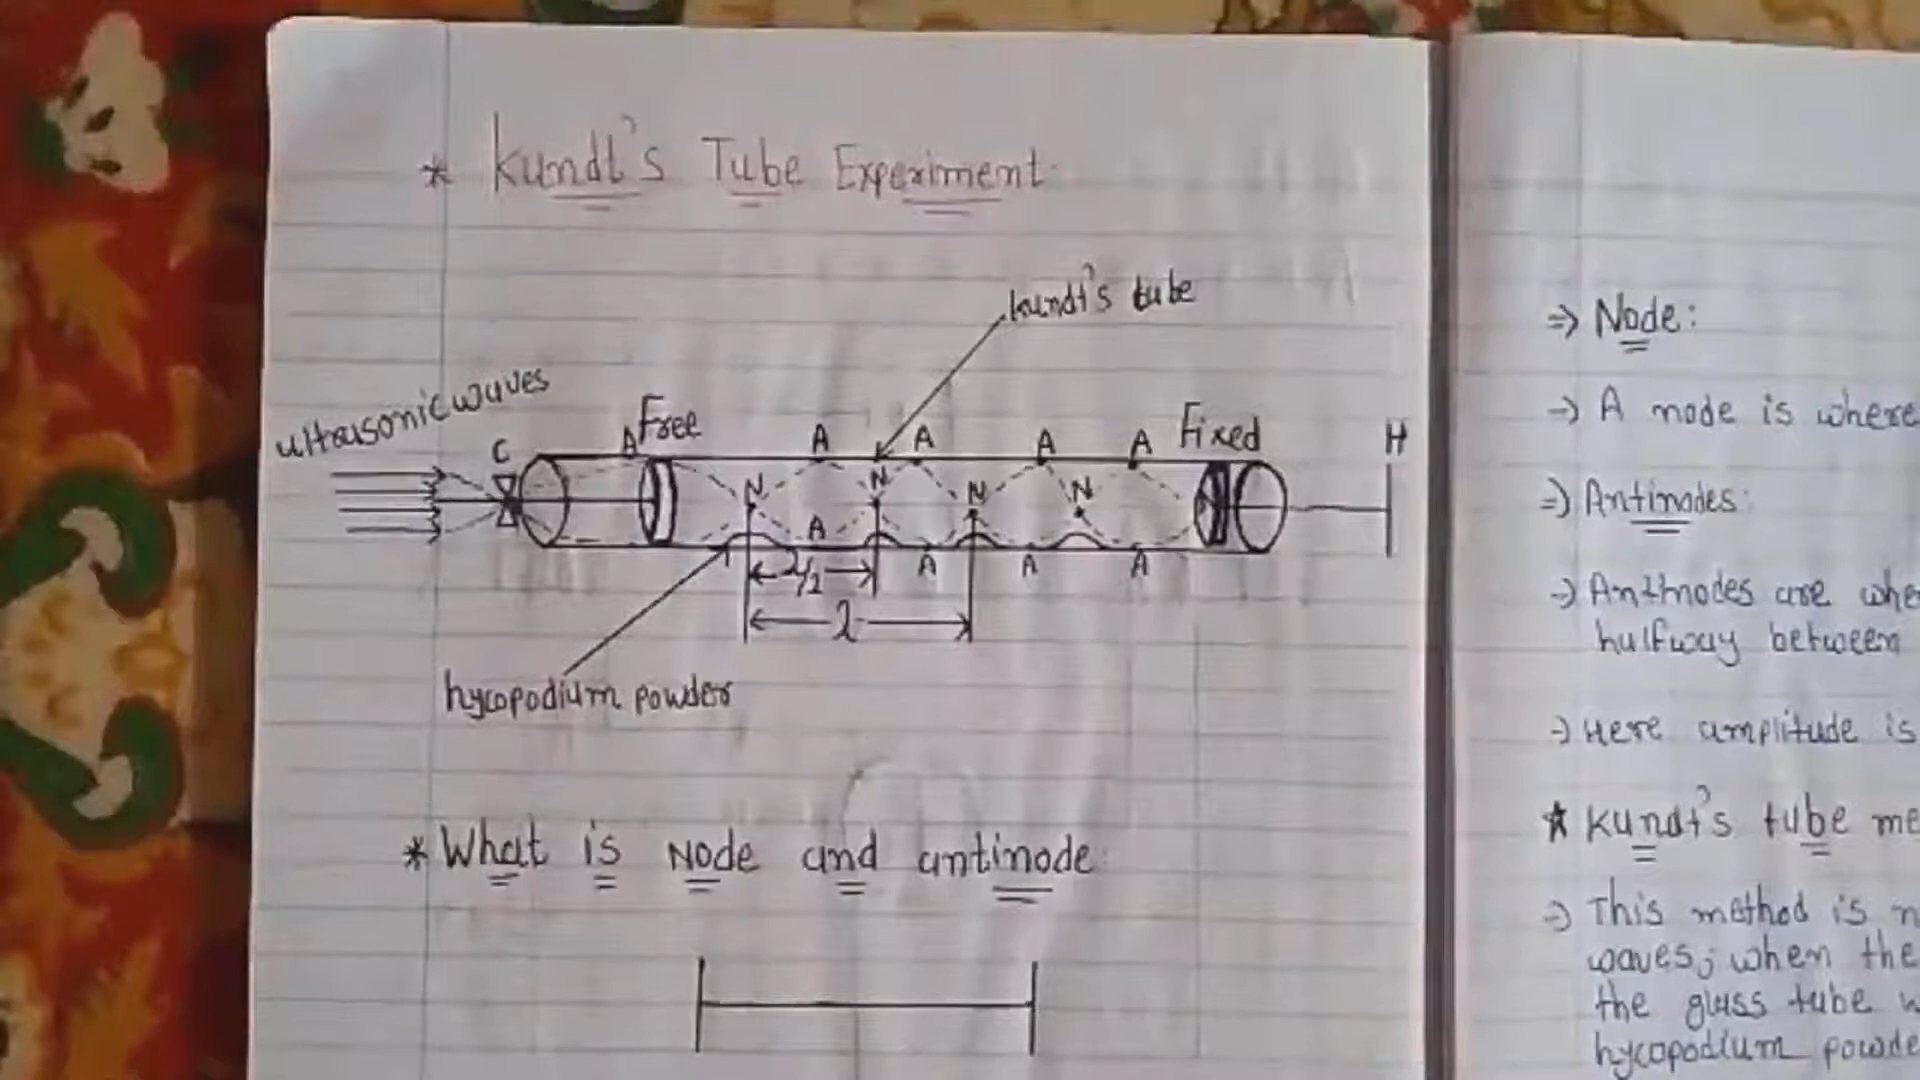 * Kundt's Tube Experiment.
kundt's tube
ultrasonic waves
C
A
Free
A
A
A
A
Fixed
H
N
N
N
N
A
A
A
A
λ/2
λ
hycopodium powder
* What is Node and antinode:
⇒ Node:
→ A node is where
⇒ Antinodes:
→ Antinodes are whe
halfway between
→ Here amplitude is
* Kundt's tube me
⇒ This method is n
waves, when the
the glass tube w
hycopodium powde